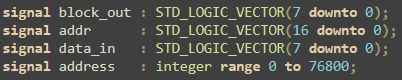 signal block_out : STD_LOGIC_VECTOR(7 downto 0);
signal addr      : STD_LOGIC_VECTOR(16 downto 0);
signal data_in   : STD_LOGIC_VECTOR(7 downto 0);
signal address   : integer range 0 to 76800;